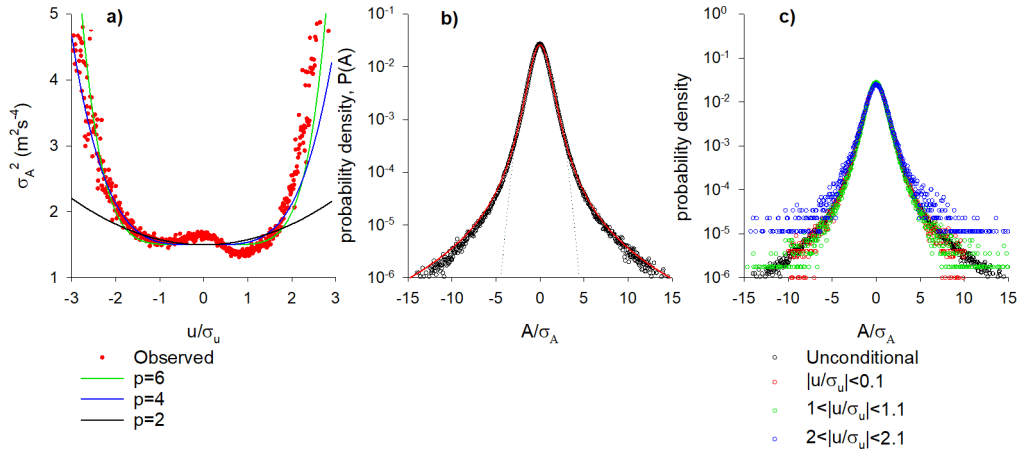 a)
σA² (m²s⁻⁴)
5
4
3
2
1
-3 -2 -1 0 1 2 3
u/σu
Observed
p=6
p=4
p=2
b)
probability density, P(A)
10⁰
10⁻¹
10⁻²
10⁻³
10⁻⁴
10⁻⁵
10⁻⁶
-15 -10 -5 0 5 10 15
A/σA
c)
probability density
10⁰
10⁻¹
10⁻²
10⁻³
10⁻⁴
10⁻⁵
10⁻⁶
-15 -10 -5 0 5 10 15
A/σA
Unconditional
|u/σu|<0.1
1<|u/σu|<1.1
2<|u/σu|<2.1